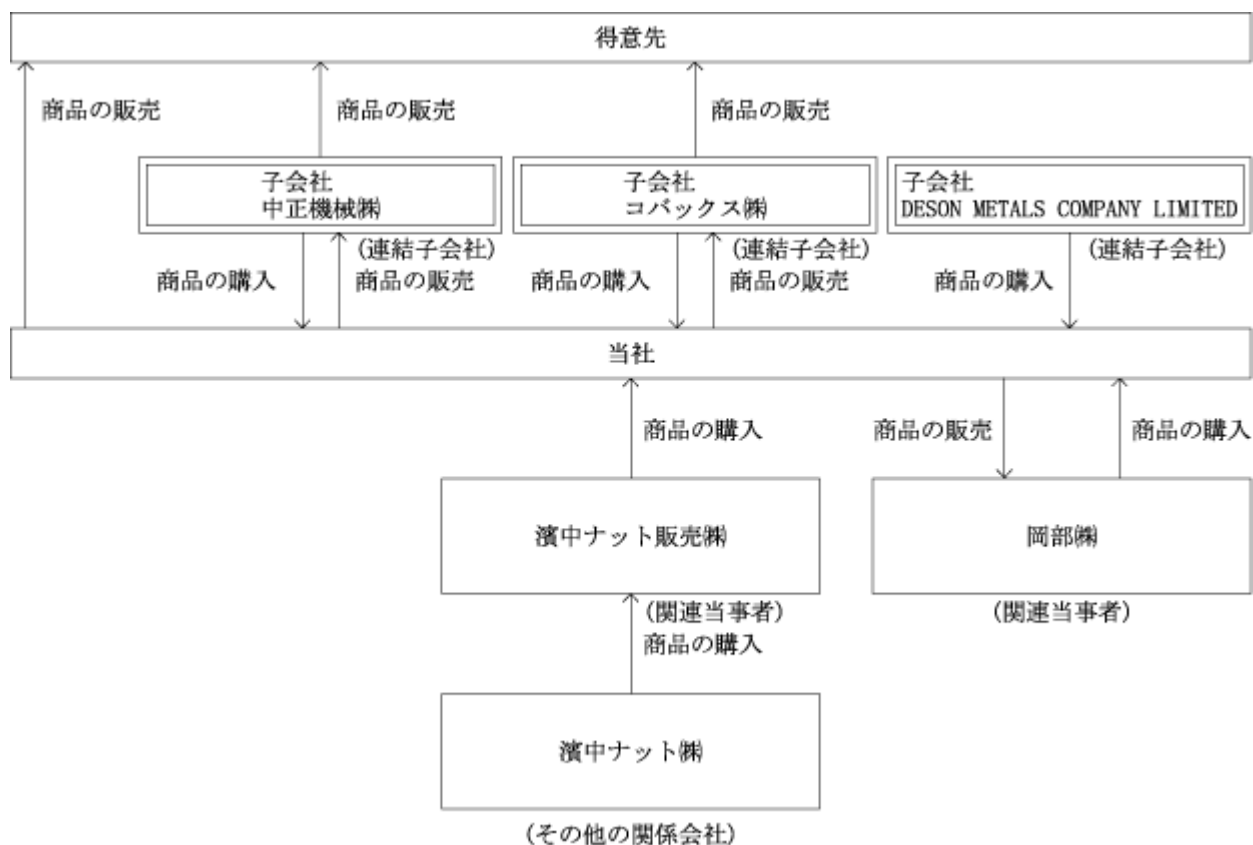 得意先
商品の販売
商品の販売
商品の販売
子会社
中正機械㈱
子会社
コバックス㈱
子会社
DESON METALS COMPANY LIMITED
(連結子会社)
(連結子会社)
(連結子会社)
商品の購入
商品の販売
商品の購入
商品の販売
商品の購入
当社
商品の購入
商品の販売
商品の購入
濱中ナット販売㈱
岡部㈱
(関連当事者)
(関連当事者)
商品の購入
濱中ナット㈱
(その他の関係会社)